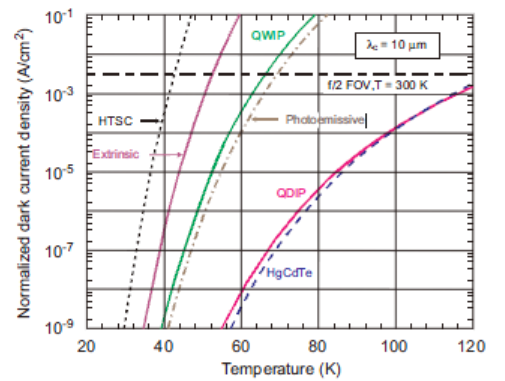 Normalized dark current density (A/cm²)
10⁻¹
10⁻³
10⁻⁵
10⁻⁷
10⁻⁹
QWIP
λc = 10 μm
f/2 FOV,T = 300 K
HTSC
Photoemissive
Extrinsic
QDIP
HgCdTe
20 40 60 80 100 120
Temperature (K)